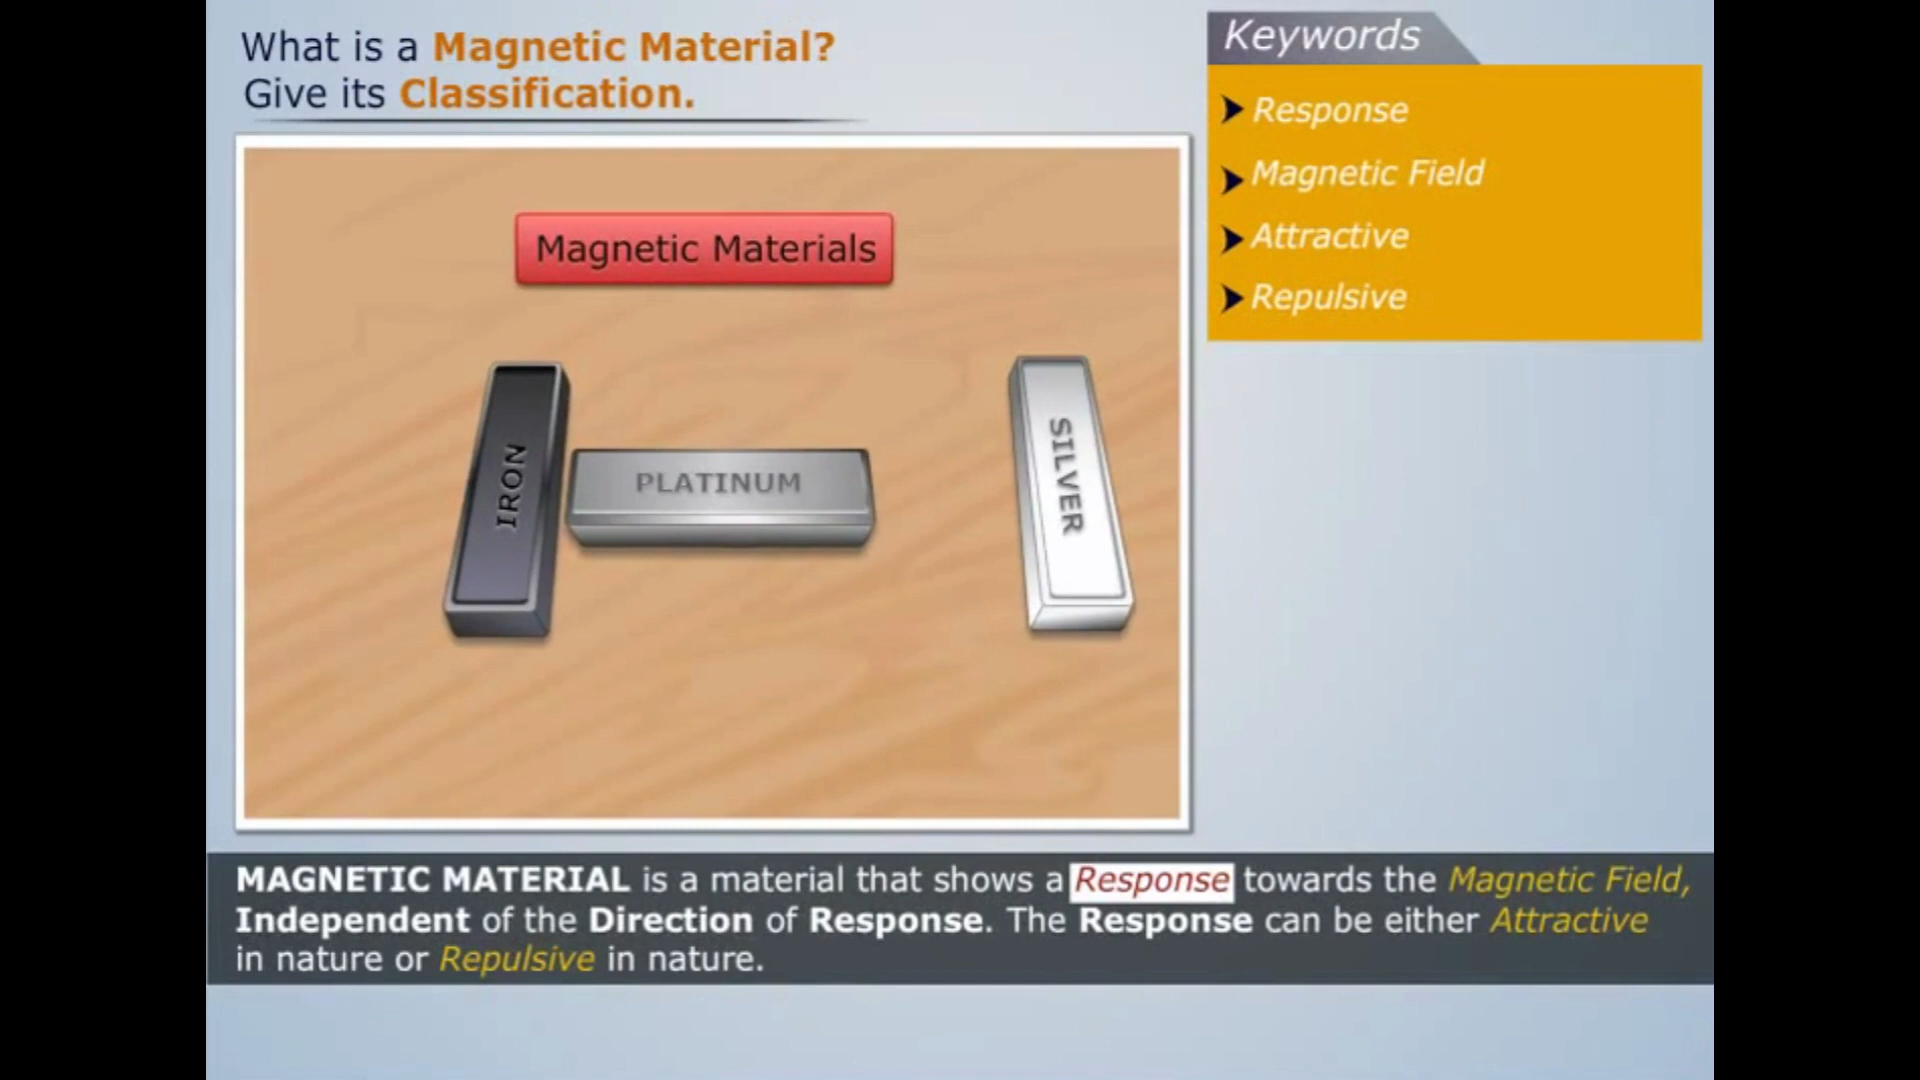 What is a Magnetic Material?
Give its Classification.
Keywords
Response
Magnetic Field
Attractive
Repulsive
Magnetic Materials
IRON
PLATINUM
SILVER
MAGNETIC MATERIAL is a material that shows a Response towards the Magnetic Field,
Independent of the Direction of Response. The Response can be either Attractive
in nature or Repulsive in nature.